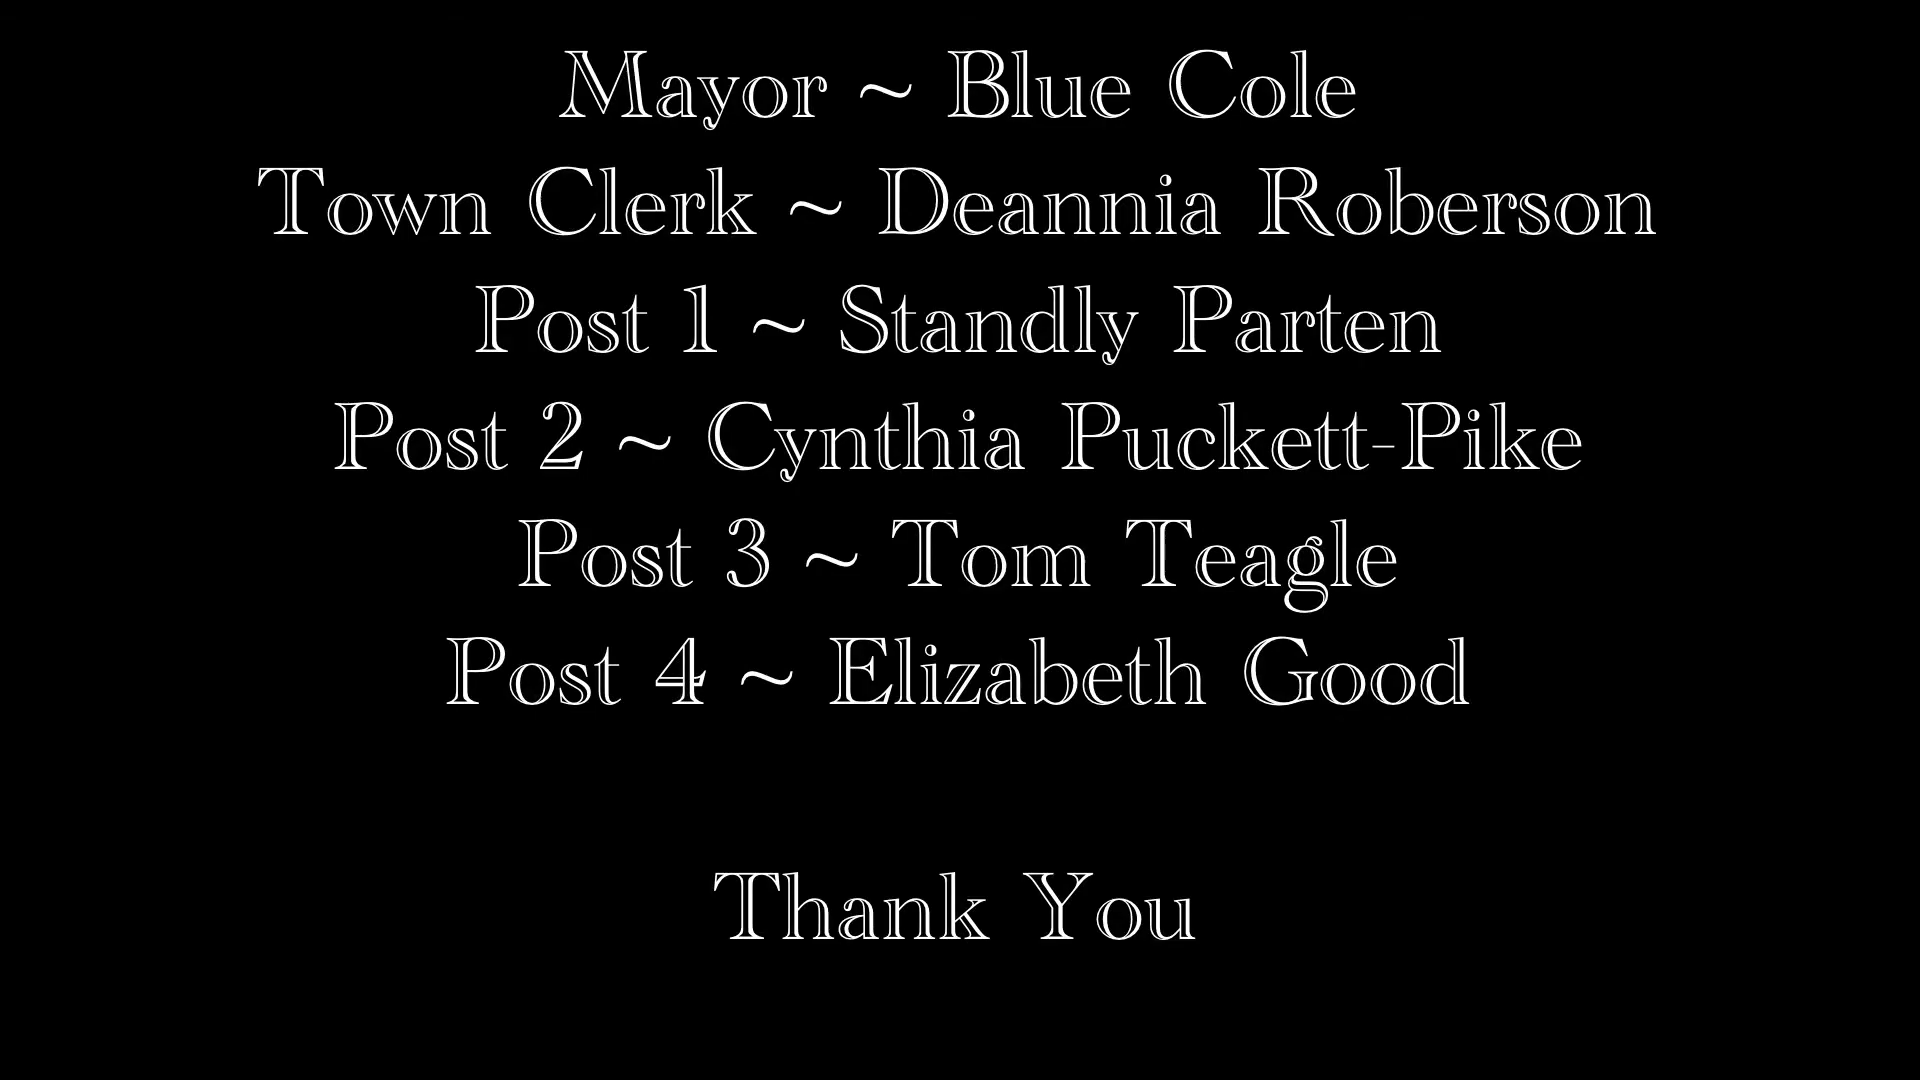 Mayor ~ Blue Cole
Town Clerk ~ Deannia Roberson
Post 1 ~ Standly Parten
Post 2 ~ Cynthia Puckett-Pike
Post 3 ~ Tom Teagle
Post 4 ~ Elizabeth Good
Thank You